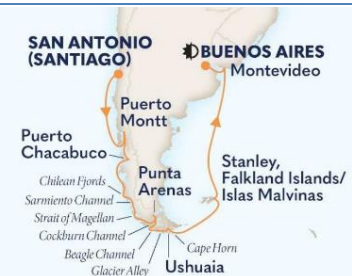 SAN ANTONIO
(SANTIAGO)
BUENOS AIRES
Montevideo
Puerto
Montt
Puerto
Chacabuco
Punta
Arenas
Stanley,
Falkland Islands/
Islas Malvinas
Chilean Fjords
Sarmiento Channel
Strait of Magellan
Cockburn Channel
Beagle Channel
Glacier Alley
Cape Horn
Ushuaia